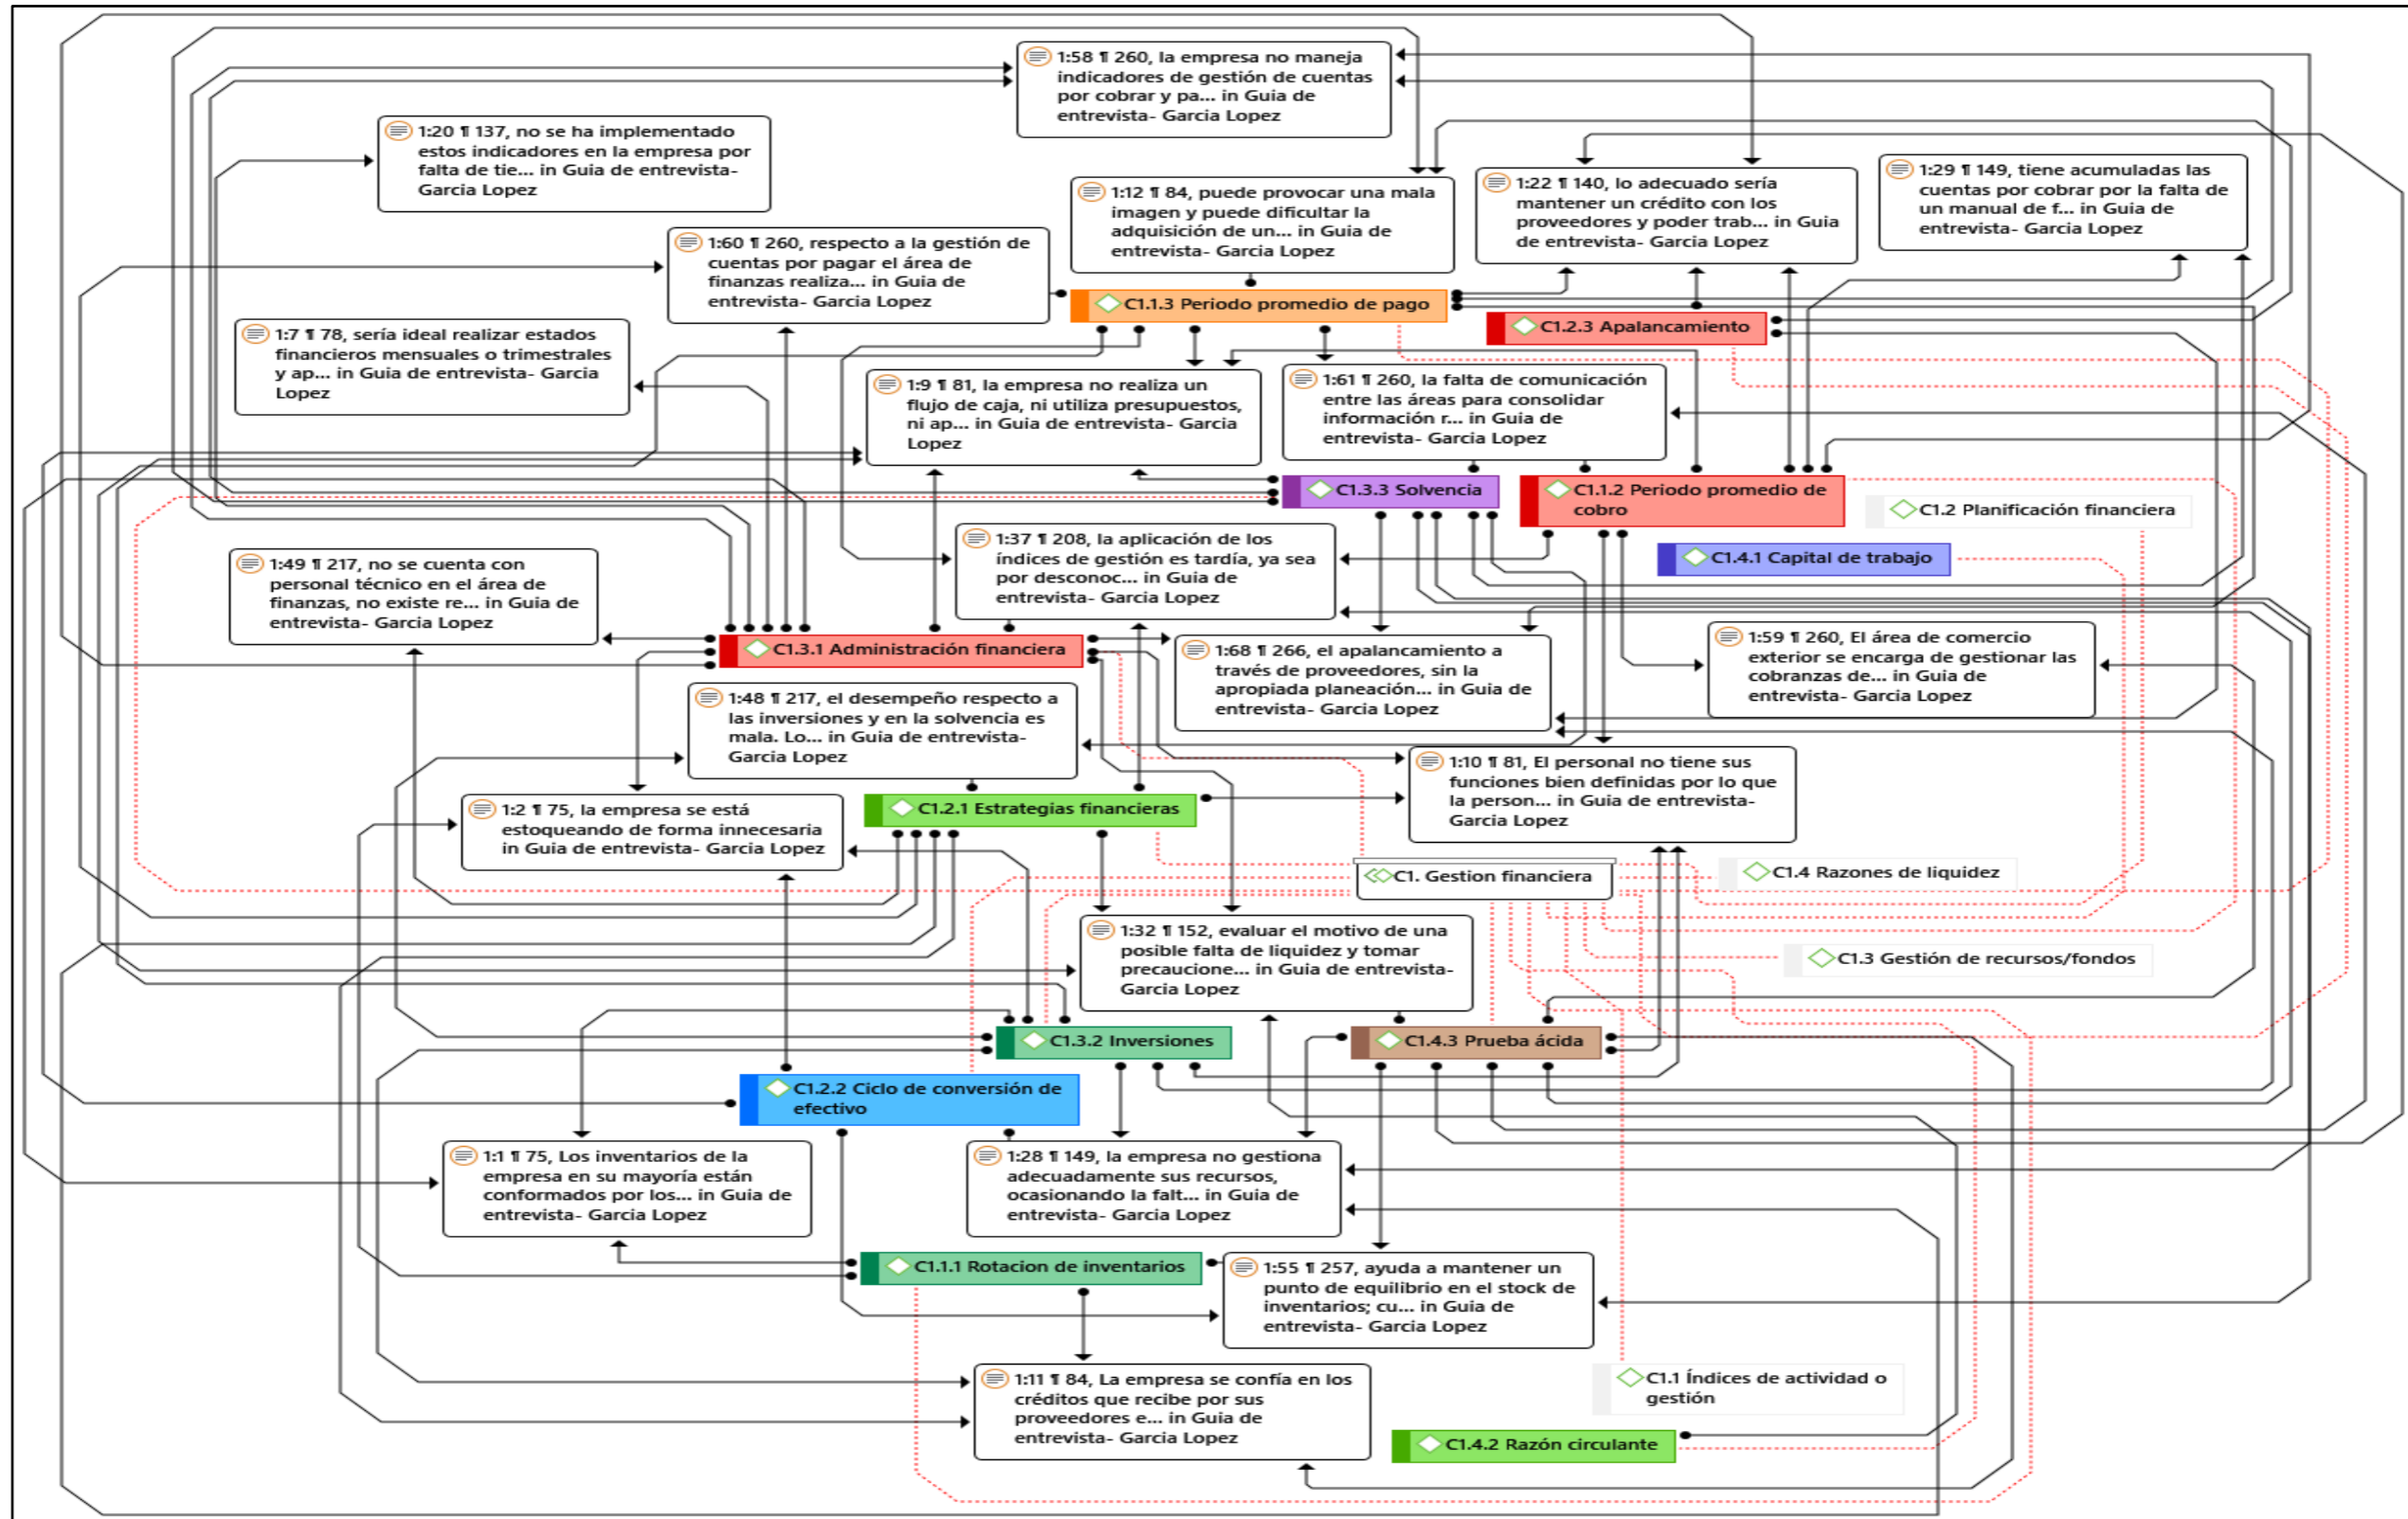 1:58 ¶ 260, la empresa no maneja
indicadores de gestión de cuentas
por cobrar y pa... in Guia de
entrevista- Garcia Lopez
1:20 ¶ 137, no se ha implementado
estos indicadores en la empresa por
falta de tie... in Guia de entrevista-
Garcia Lopez
1:12 ¶ 84, puede provocar una mala
imagen y puede dificultar la
adquisición de un... in Guia de
entrevista- Garcia Lopez
1:22 ¶ 140, lo adecuado sería
mantener un crédito con los
proveedores y poder trab... in Guia
de entrevista- Garcia Lopez
1:29 ¶ 149, tiene acumuladas las
cuentas por cobrar por la falta de
un manual de f... in Guia de
entrevista- Garcia Lopez
1:60 ¶ 260, respecto a la gestión de
cuentas por pagar el área de
finanzas realiza... in Guia de
entrevista- Garcia Lopez
C1.1.3 Periodo promedio de pago
C1.2.3 Apalancamiento
1:7 ¶ 78, sería ideal realizar estados
financieros mensuales o trimestrales
y ap... in Guia de entrevista- Garcia
Lopez
1:9 ¶ 81, la empresa no realiza un
flujo de caja, ni utiliza presupuestos,
ni ap... in Guia de entrevista- Garcia
Lopez
1:61 ¶ 260, la falta de comunicación
entre las áreas para consolidar
información r... in Guia de
entrevista- Garcia Lopez
C1.3.3 Solvencia
C1.1.2 Periodo promedio de
cobro
C1.2 Planificación financiera
C1.4.1 Capital de trabajo
1:37 ¶ 208, la aplicación de los
índices de gestión es tardía, ya sea
por desconoc... in Guia de
entrevista- Garcia Lopez
1:49 ¶ 217, no se cuenta con
personal técnico en el área de
finanzas, no existe re... in Guia de
entrevista- Garcia Lopez
C1.3.1 Administración financiera
1:68 ¶ 266, el apalancamiento a
través de proveedores, sin la
apropiada planeación... in Guia de
entrevista- Garcia Lopez
1:59 ¶ 260, El área de comercio
exterior se encarga de gestionar las
cobranzas de... in Guia de
entrevista- Garcia Lopez
1:48 ¶ 217, el desempeño respecto a
las inversiones y en la solvencia es
mala. Lo... in Guia de entrevista-
Garcia Lopez
1:10 ¶ 81, El personal no tiene sus
funciones bien definidas por lo que
la person... in Guia de entrevista-
Garcia Lopez
1:2 ¶ 75, la empresa se está
estoqueando de forma innecesaria
in Guia de entrevista- Garcia Lopez
C1.2.1 Estrategias financieras
C1. Gestion financiera
C1.4 Razones de liquidez
1:32 ¶ 152, evaluar el motivo de una
posible falta de liquidez y tomar
precaucione... in Guia de entrevista-
Garcia Lopez
C1.3 Gestión de recursos/fondos
C1.3.2 Inversiones
C1.4.3 Prueba ácida
C1.2.2 Ciclo de conversión de
efectivo
1:1 ¶ 75, Los inventarios de la
empresa en su mayoría están
conformados por los... in Guia de
entrevista- Garcia Lopez
1:28 ¶ 149, la empresa no gestiona
adecuadamente sus recursos,
ocasionando la falt... in Guia de
entrevista- Garcia Lopez
C1.1.1 Rotacion de inventarios
1:55 ¶ 257, ayuda a mantener un
punto de equilibrio en el stock de
inventarios; cu... in Guia de
entrevista- Garcia Lopez
1:11 ¶ 84, La empresa se confía en los
créditos que recibe por sus
proveedores e... in Guia de
entrevista- Garcia Lopez
C1.1 Índices de actividad o
gestión
C1.4.2 Razón circulante